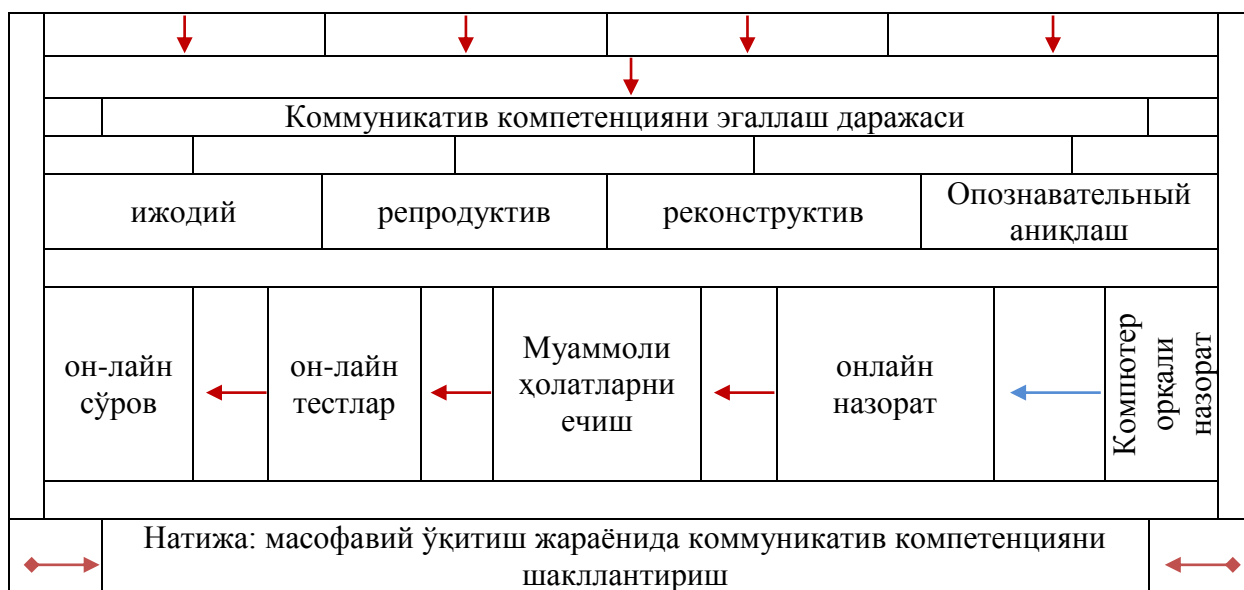 Коммуникатив компетенцияни эгаллаш даражаси
ижодий
репродуктив
реконструктив
Опознавательный
аниқлаш
он-лайн
сўров
он-лайн
тестлар
Муаммоли
ҳолатларни
ечиш
онлайн
назорат
Компютер
орқали
назорат
Натижа: масофавий ўқитиш жараёнида коммуникатив компетенцияни
шакллантириш